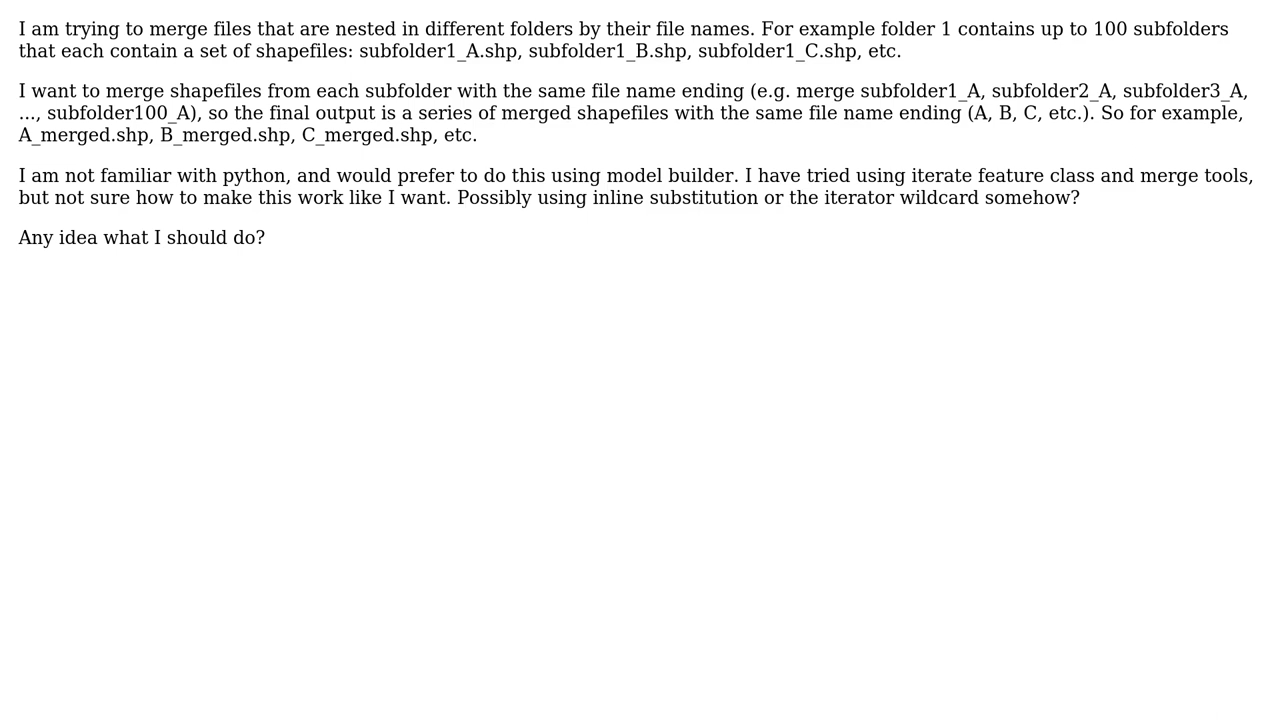 I am trying to merge files that are nested in different folders by their file names. For example folder 1 contains up to 100 subfolders
that each contain a set of shapefiles: subfolder1_A.shp, subfolder1_B.shp, subfolder1_C.shp, etc.
I want to merge shapefiles from each subfolder with the same file name ending (e.g. merge subfolder1_A, subfolder2_A, subfolder3_A,
..., subfolder100_A), so the final output is a series of merged shapefiles with the same file name ending (A, B, C, etc.). So for example,
A_merged.shp, B_merged.shp, C_merged.shp, etc.
I am not familiar with python, and would prefer to do this using model builder. I have tried using iterate feature class and merge tools,
but not sure how to make this work like I want. Possibly using inline substitution or the iterator wildcard somehow?
Any idea what I should do?